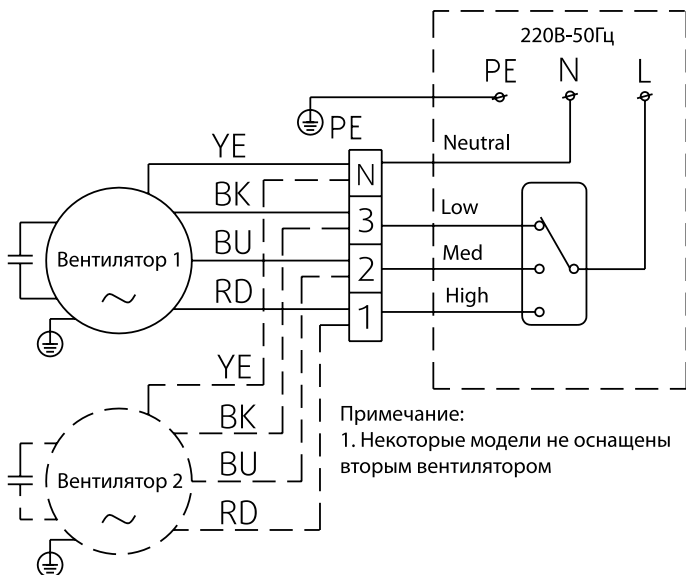 220В-50Гц
PE N L
PE
Neutral
YE
N
BK
3
Low
BU
2
Med
Вентилятор 1
RD
1
High
YE
BK
BU
Вентилятор 2
RD
Примечание:
1. Некоторые модели не оснащены
вторым вентилятором